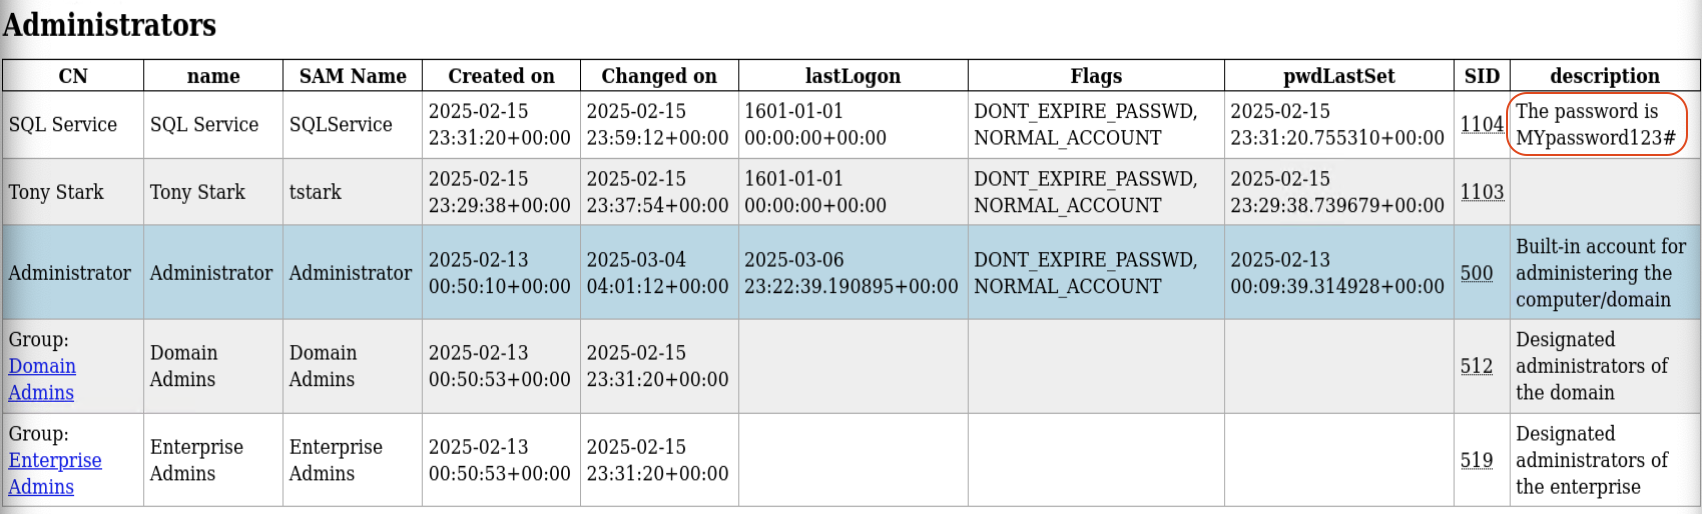 Administrators
CN name SAM Name Created on Changed on lastLogon Flags pwdLastSet SID description
SQL Service SQL Service SQLService 2025-02-15 23:31:20+00:00 2025-02-15 23:59:12+00:00 1601-01-01 00:00:00+00:00 DONT_EXPIRE_PASSWD, NORMAL_ACCOUNT 2025-02-15 23:31:20.755310+00:00 1104 The password is MYpassword123#
Tony Stark Tony Stark tstark 2025-02-15 23:29:38+00:00 2025-02-15 23:37:54+00:00 1601-01-01 00:00:00+00:00 DONT_EXPIRE_PASSWD, NORMAL_ACCOUNT 2025-02-15 23:29:38.739679+00:00 1103
Administrator Administrator Administrator 2025-02-13 00:50:10+00:00 2025-03-04 04:01:12+00:00 2025-03-06 23:22:39.190895+00:00 DONT_EXPIRE_PASSWD, NORMAL_ACCOUNT 2025-02-13 00:09:39.314928+00:00 500 Built-in account for administering the computer/domain
Group: Domain Admins Domain Admins Domain Admins 2025-02-13 00:50:53+00:00 2025-02-15 23:31:20+00:00 512 Designated administrators of the domain
Group: Enterprise Admins Enterprise Admins Enterprise Admins 2025-02-13 00:50:53+00:00 2025-02-15 23:31:20+00:00 519 Designated administrators of the enterprise